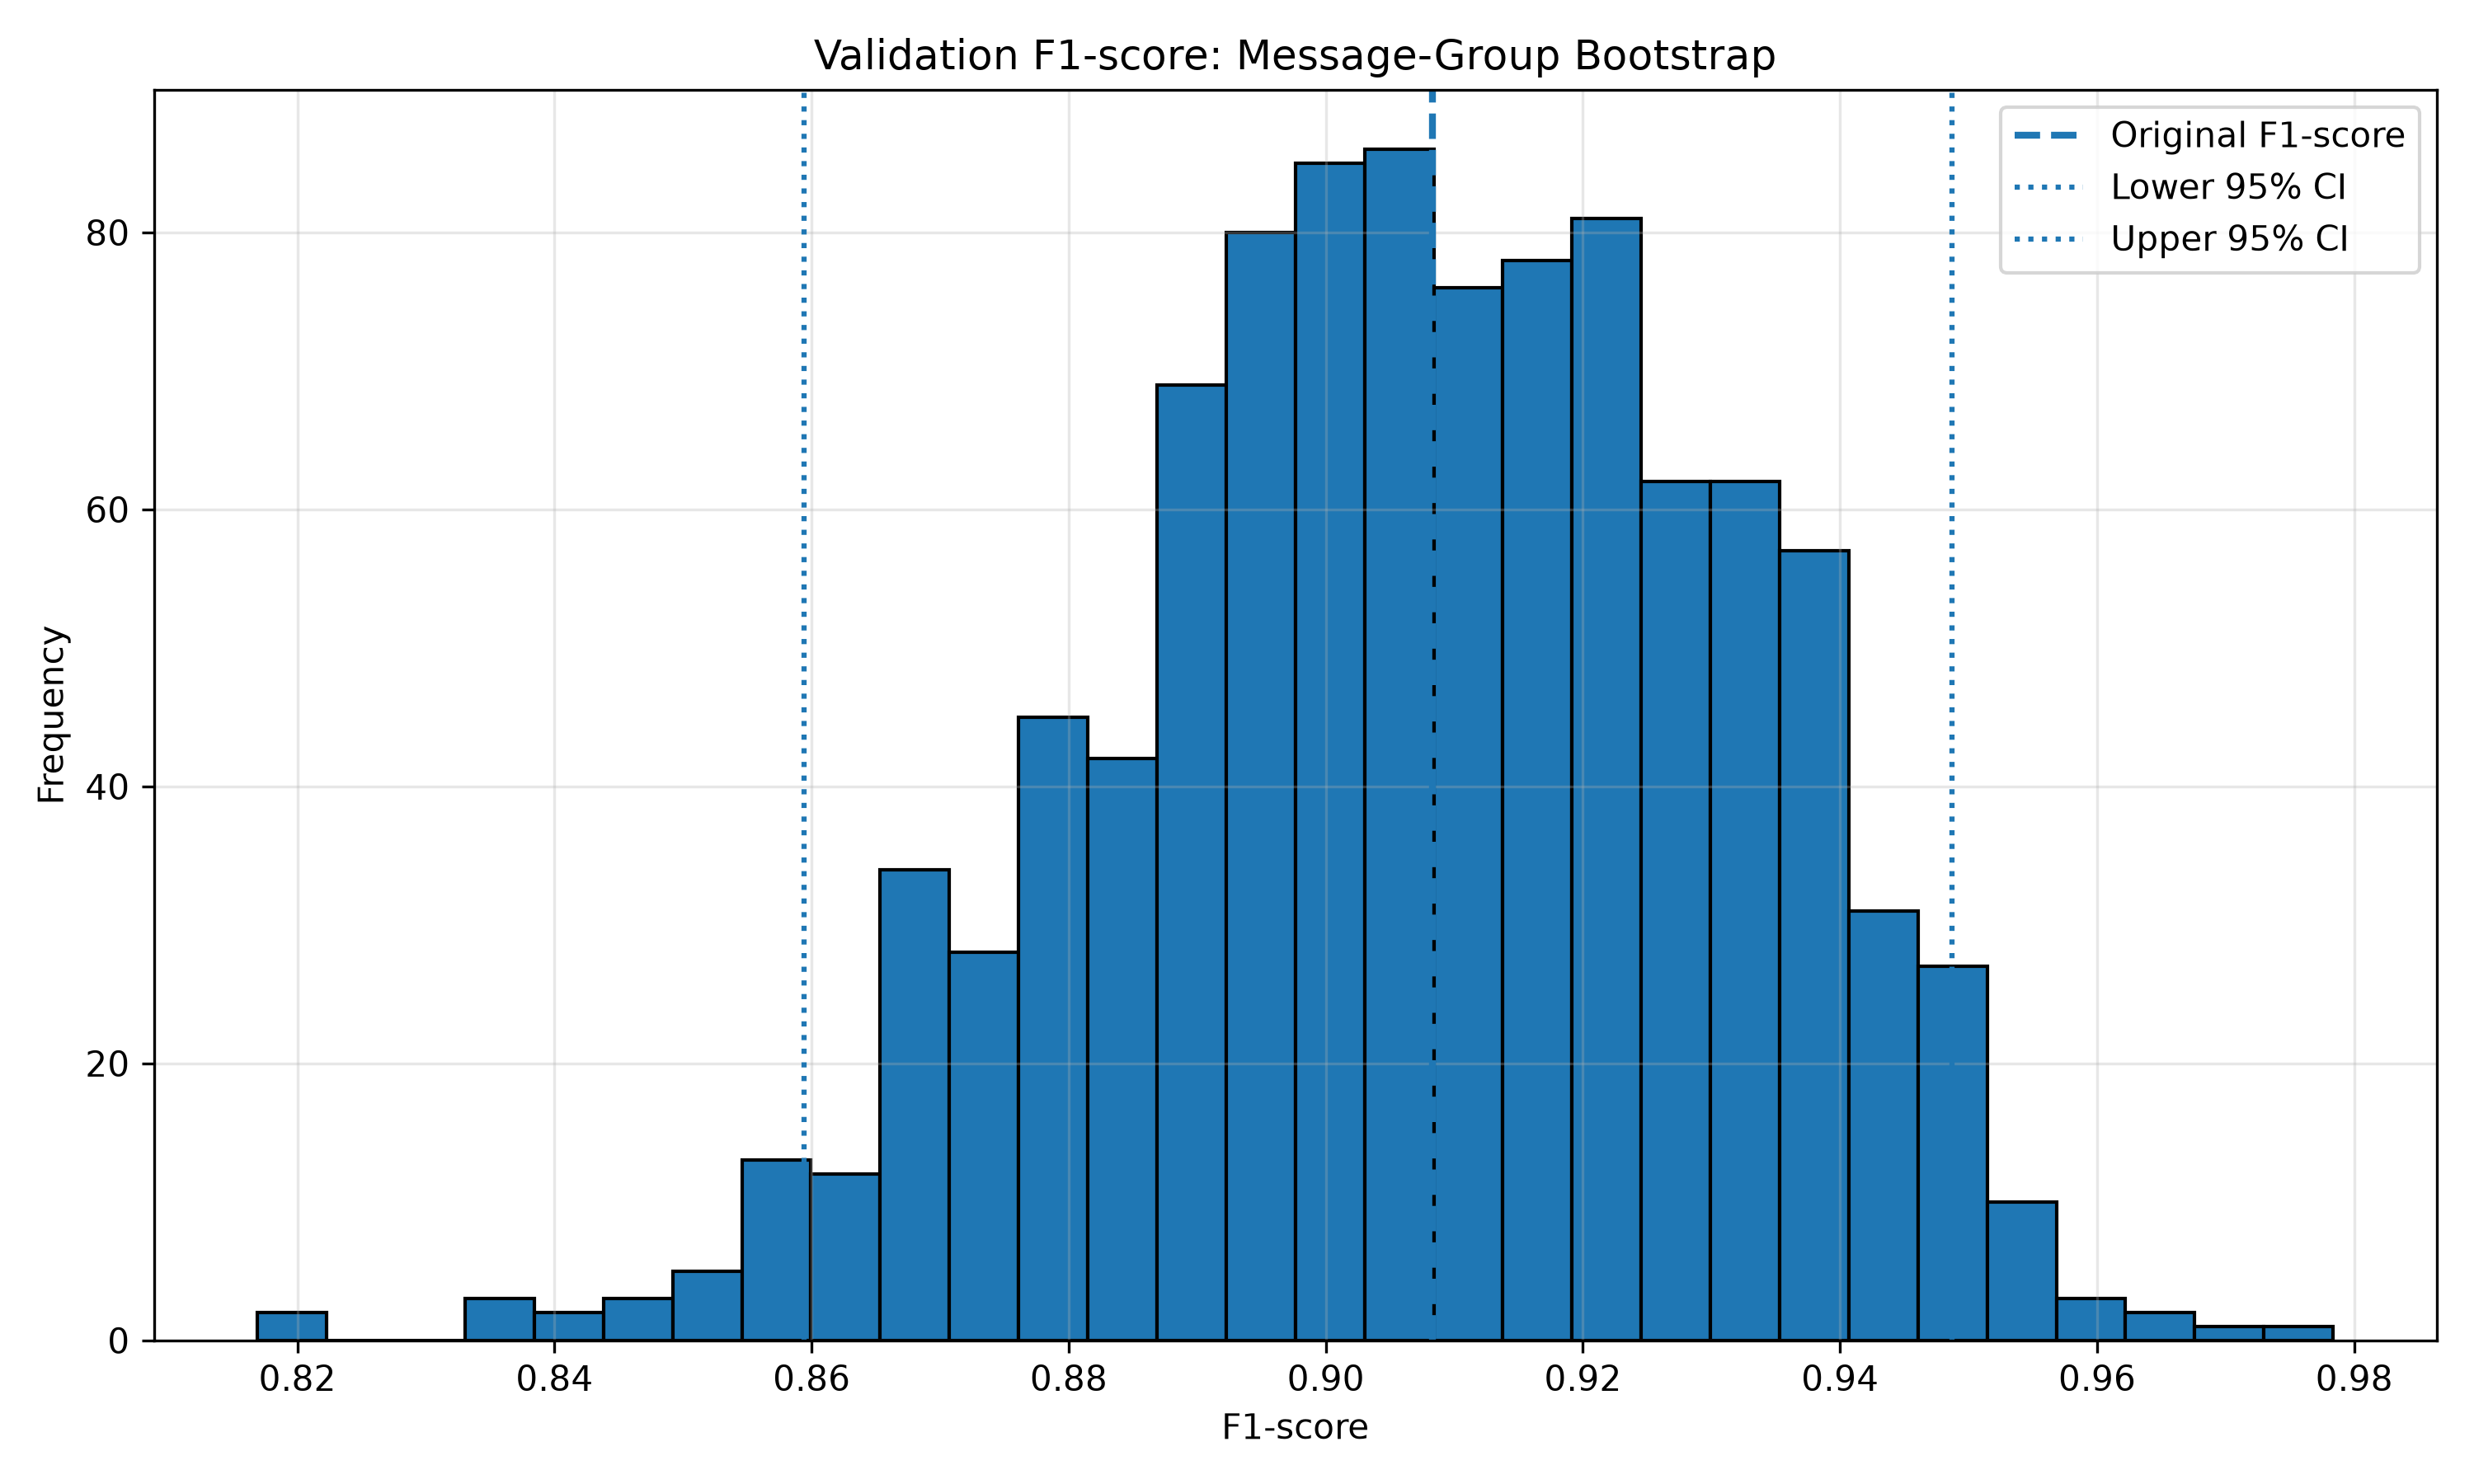 Validation F1-score: Message-Group Bootstrap
Original F1-score
Lower 95% CI
Upper 95% CI
Frequency
80
60
40
20
0
0.82 0.84 0.86 0.88 0.90 0.92 0.94 0.96 0.98
F1-score